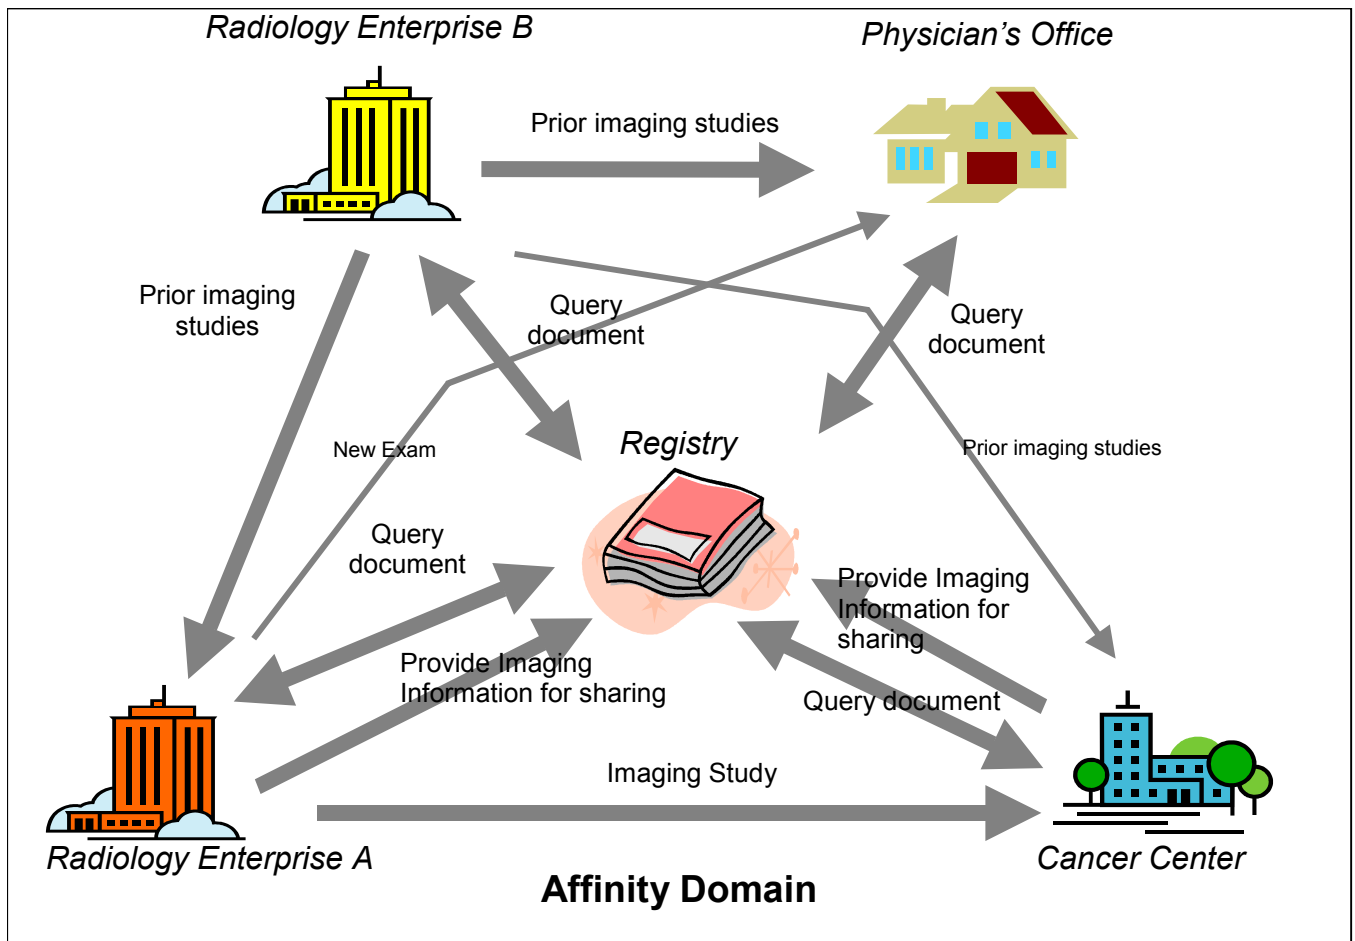 Radiology Enterprise B
Physician's Office
Prior imaging studies
Prior imaging
studies
Query
document
Query
document
New Exam
Registry
Prior imaging studies
Query
document
Provide Imaging
Information for
sharing
Provide Imaging
Information for sharing
Query document
Imaging Study
Radiology Enterprise A
Cancer Center
Affinity Domain